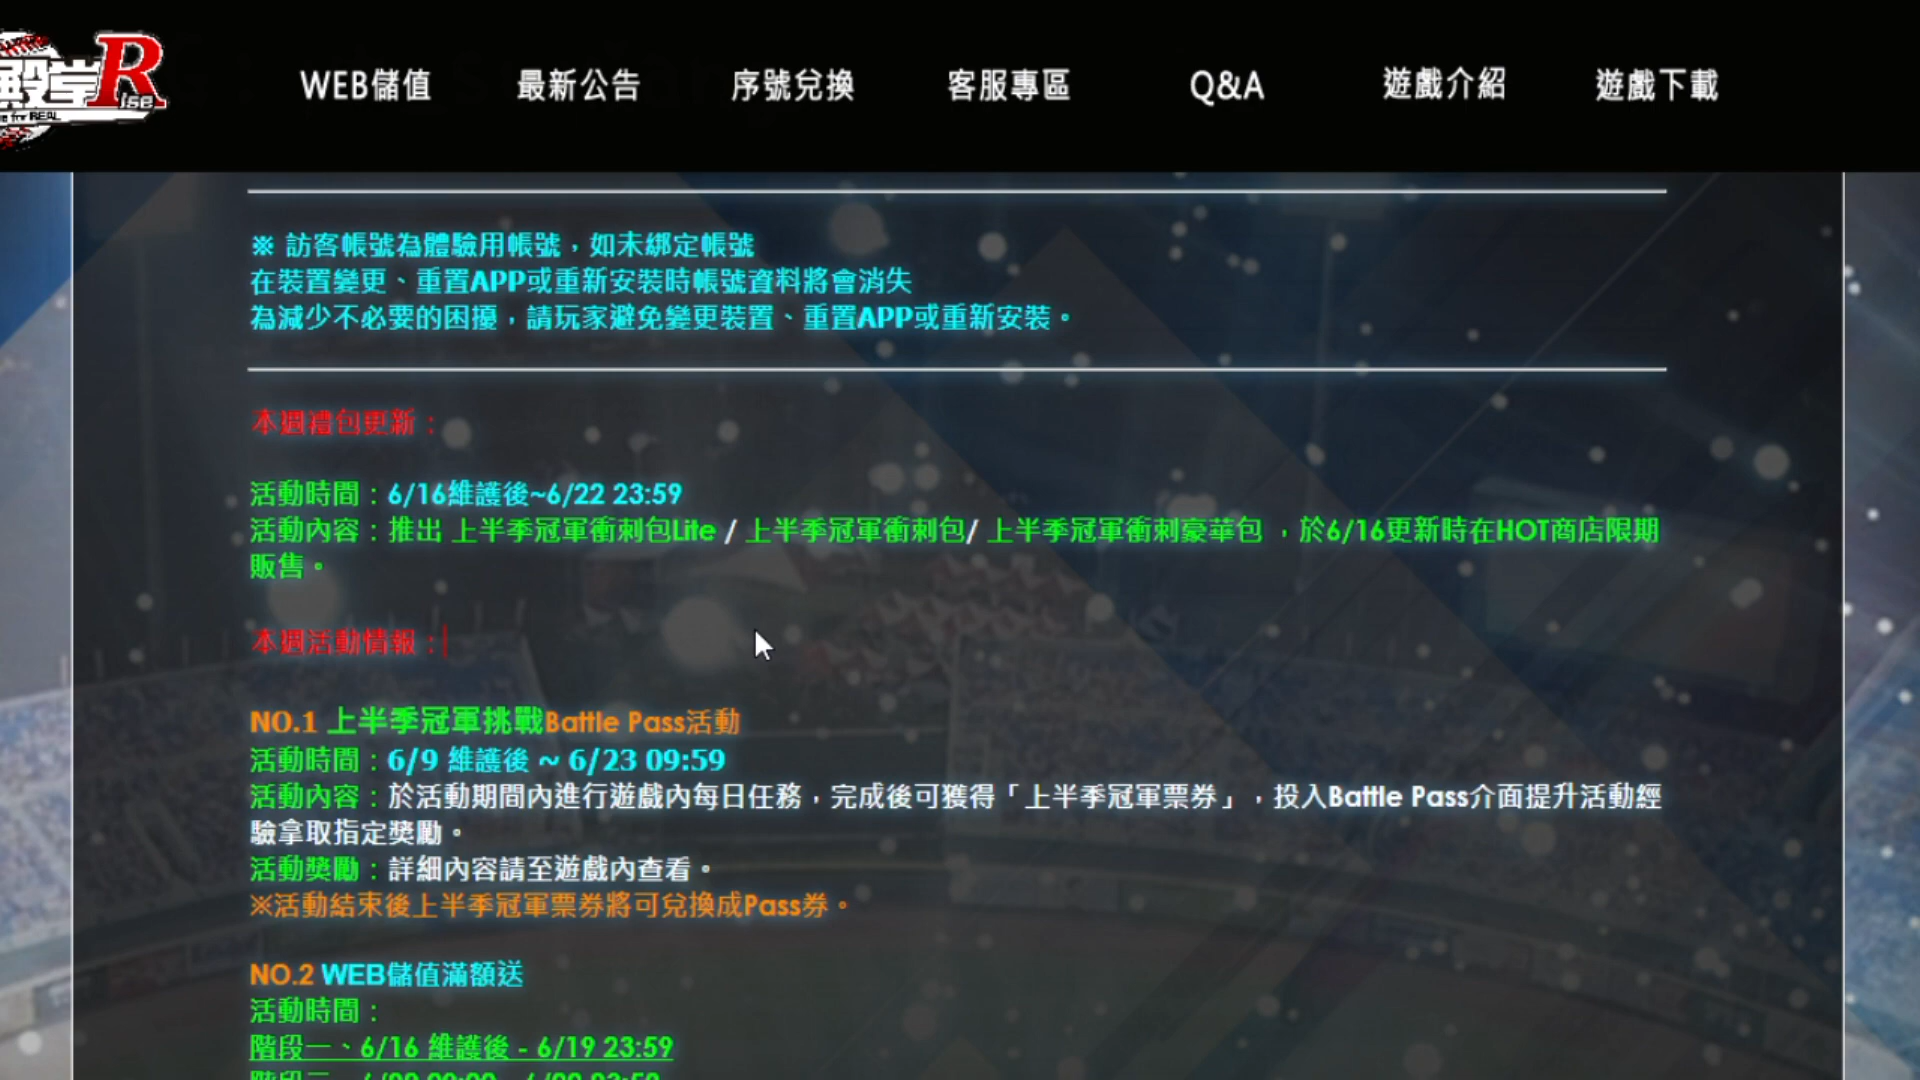 殿堂Rise
WEB儲值 最新公告 序號兌換 客服專區 Q&A 遊戲介紹 遊戲下載
※ 訪客帳號為體驗用帳號，如未綁定帳號
在裝置變更、重置APP或重新安裝時帳號資料將會消失
為減少不必要的困擾，請玩家避免變更裝置、重置APP或重新安裝。
本週禮包更新：
活動時間：6/16維護後~6/22 23:59
活動內容：推出 上半季冠軍衝刺包Lite / 上半季冠軍衝刺包/ 上半季冠軍衝刺豪華包 ，於6/16更新時在HOT商店限期
販售。
本週活動情報：
NO.1 上半季冠軍挑戰Battle Pass活動
活動時間：6/9 維護後 ~ 6/23 09:59
活動內容：於活動期間內進行遊戲內每日任務，完成後可獲得「上半季冠軍票券」，投入Battle Pass介面提升活動經
驗拿取指定獎勵。
活動獎勵：詳細內容請至遊戲內查看。
※活動結束後上半季冠軍票券將可兌換成Pass券。
NO.2 WEB儲值滿額送
活動時間：
階段一、6/16 維護後 - 6/19 23:59